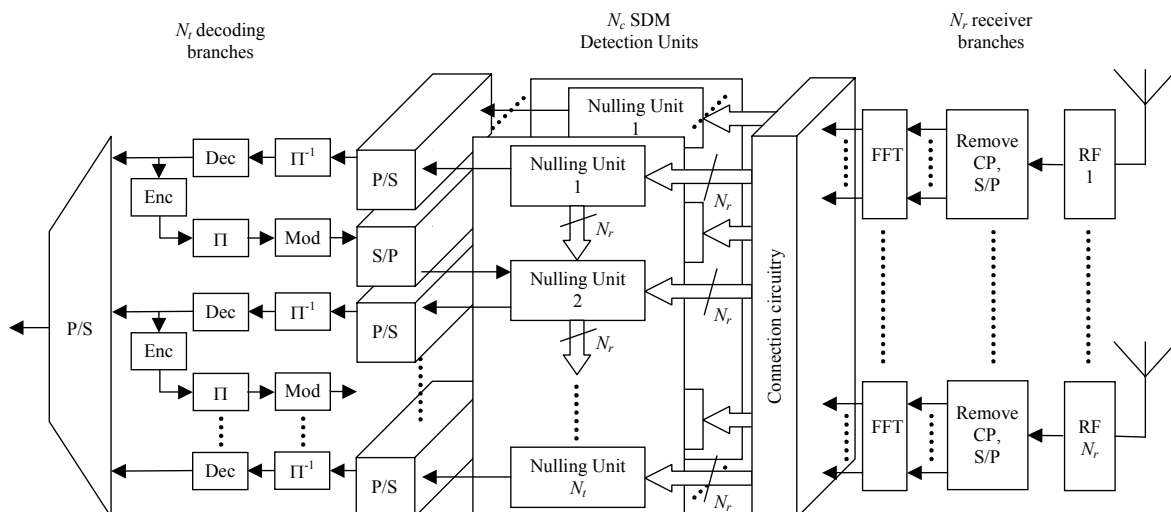 N_t decoding
branches
N_c SDM
Detection Units
N_r receiver
branches
Nulling Unit
1
Nulling Unit
1
N_r
N_r
Nulling Unit
2
N_r
N_r
Nulling Unit
N_t
N_r
P/S
Dec
Π⁻¹
P/S
Enc
Π
Mod
S/P
Dec
Π⁻¹
P/S
Enc
Π
Mod
Dec
Π⁻¹
P/S
Connection circuitry
FFT
Remove
CP,
S/P
RF
1
FFT
Remove
CP,
S/P
RF
N_r